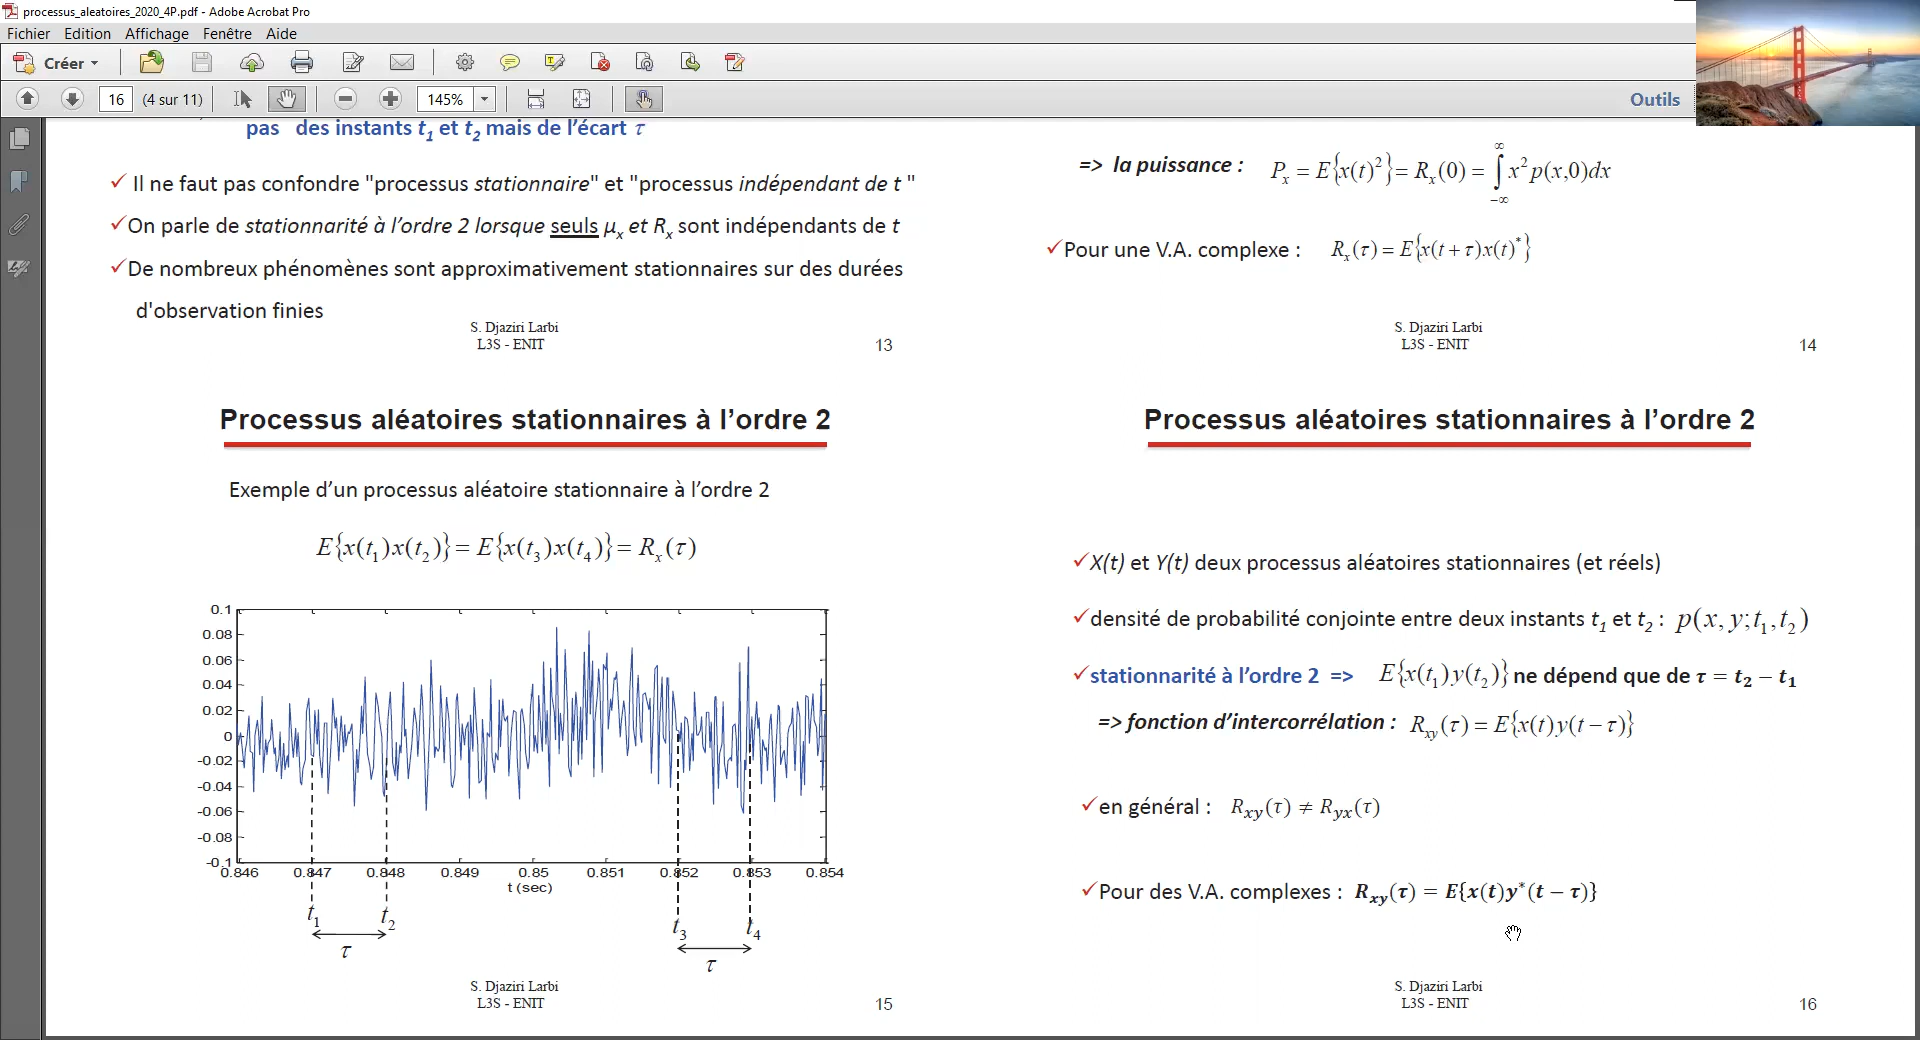 processus_aleatoires_2020_4P.pdf - Adobe Acrobat Pro
Fichier Edition Affichage Fenêtre Aide
Créer
16 (4 sur 11) 145% Outils
pas des instants t1 et t2 mais de l'écart τ
✓ Il ne faut pas confondre "processus stationnaire" et "processus indépendant de t "
✓On parle de stationnarité à l'ordre 2 lorsque seuls μx et Rx sont indépendants de t
✓De nombreux phénomènes sont approximativement stationnaires sur des durées
d'observation finies
S. Djaziri Larbi
L3S - ENIT
13
=> la puissance : Px = E{x(t)²} = Rx(0) = ∫_{-∞}^{∞} x² p(x,0)dx
✓Pour une V.A. complexe : Rx(τ) = E{x(t+τ)x(t)*}
S. Djaziri Larbi
L3S - ENIT
14
Processus aléatoires stationnaires à l'ordre 2
Exemple d'un processus aléatoire stationnaire à l'ordre 2
E{x(t1)x(t2)} = E{x(t3)x(t4)} = Rx(τ)
0.1
0.08
0.06
0.04
0.02
0
-0.02
-0.04
-0.06
-0.08
-0.1
0.846 0.847 0.848 0.849 0.85 0.851 0.852 0.853 0.854
t (sec)
t1 t2 t3 t4
τ τ
S. Djaziri Larbi
L3S - ENIT
15
Processus aléatoires stationnaires à l'ordre 2
✓X(t) et Y(t) deux processus aléatoires stationnaires (et réels)
✓densité de probabilité conjointe entre deux instants t1 et t2 : p(x, y; t1, t2)
✓stationnarité à l'ordre 2 => E{x(t1)y(t2)} ne dépend que de τ = t2 − t1
=> fonction d'intercorrélation : Rxy(τ) = E{x(t)y(t − τ)}
✓en général : Rxy(τ) ≠ Ryx(τ)
✓Pour des V.A. complexes : Rxy(τ) = E{x(t)y*(t − τ)}
S. Djaziri Larbi
L3S - ENIT
16